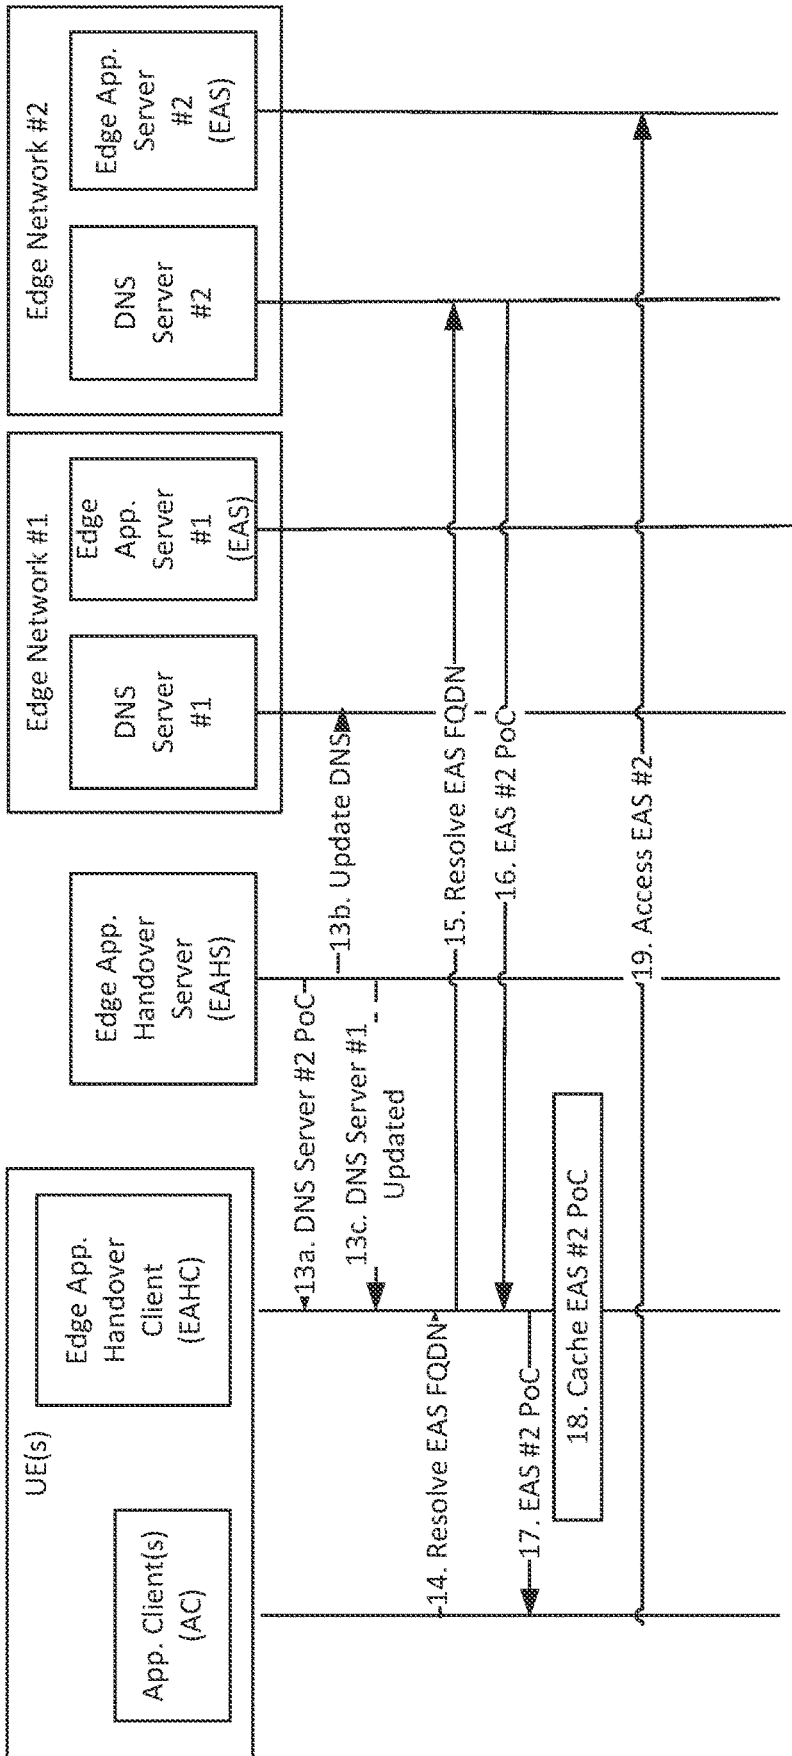 UE(s)
App. Client(s)
(AC)
Edge App.
Handover
Client
(EAHC)
Edge App.
Handover
Server
(EAHS)
Edge Network #1
DNS
Server
#1
Edge
App.
Server
#1
(EAS)
Edge Network #2
DNS
Server
#2
Edge App.
Server
#2
(EAS)
13a. DNS Server #2 PoC
13b. Update DNS
13c. DNS Server #1
Updated
14. Resolve EAS FQDN
15. Resolve EAS FQDN
16. EAS #2 PoC
17. EAS #2 PoC
18. Cache EAS #2 PoC
19. Access EAS #2